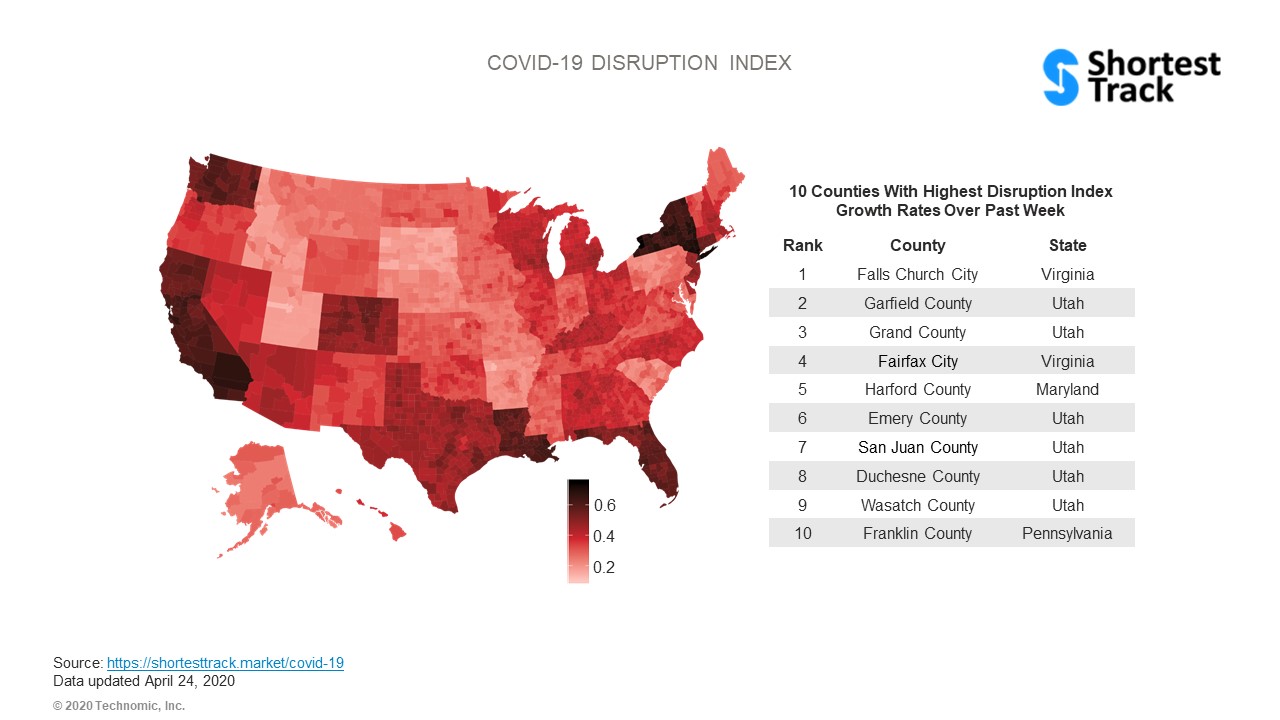 COVID-19 DISRUPTION INDEX
Shortest
Track
10 Counties With Highest Disruption Index
Growth Rates Over Past Week
Rank County State
1 Falls Church City Virginia
2 Garfield County Utah
3 Grand County Utah
4 Fairfax City Virginia
5 Harford County Maryland
6 Emery County Utah
7 San Juan County Utah
8 Duchesne County Utah
9 Wasatch County Utah
10 Franklin County Pennsylvania
0.6
0.4
0.2
Source: https://shortesttrack.market/covid-19
Data updated April 24, 2020
© 2020 Technomic, Inc.